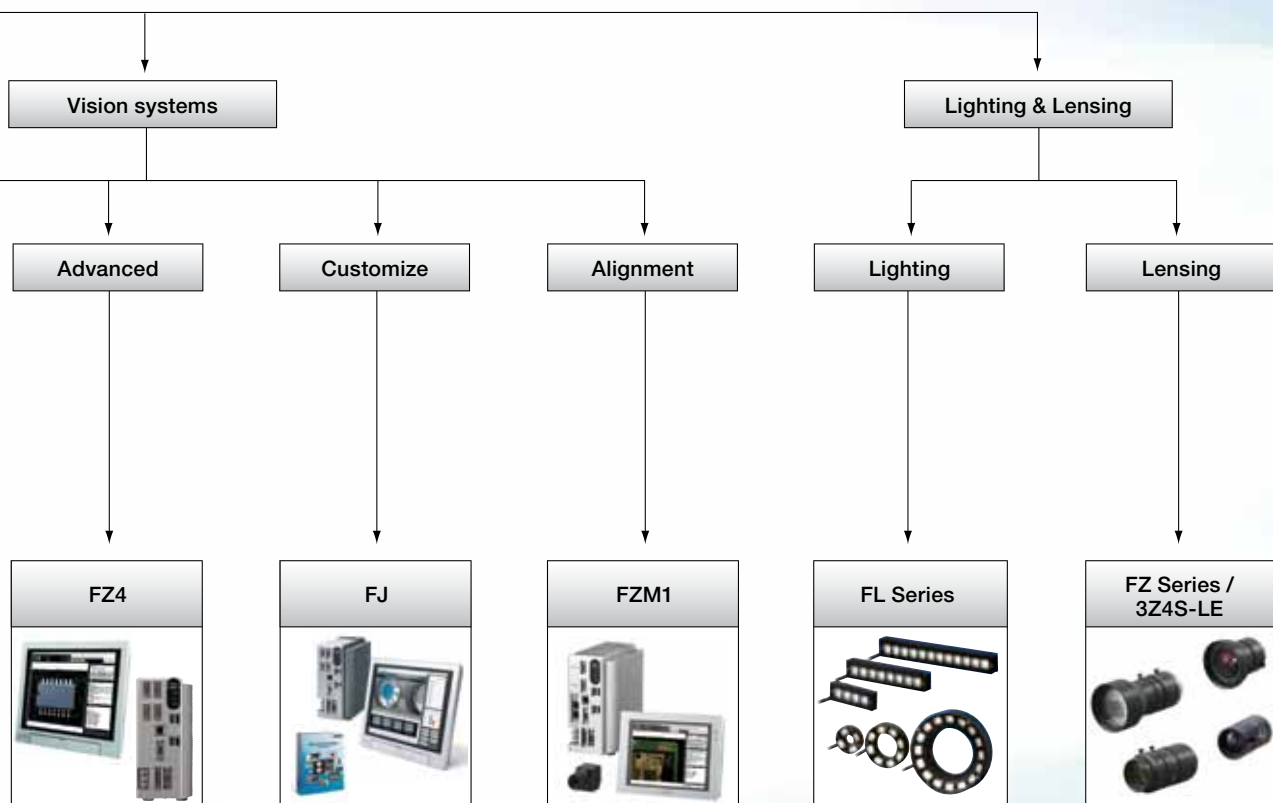 Vision systems
Lighting & Lensing
Advanced
Customize
Alignment
Lighting
Lensing
FZ4
FJ
FZM1
FL Series
FZ Series /
3Z4S-LE